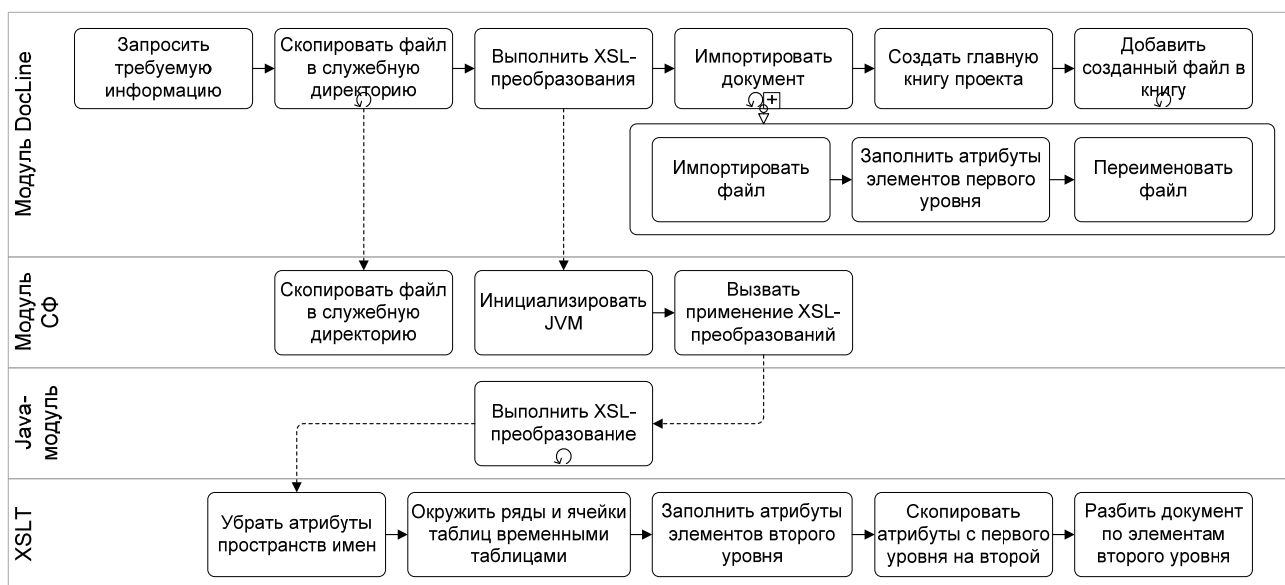 Модуль DocLine
Запросить
требуемую
информацию
Скопировать файл
в служебную
директорию
Выполнить XSL-
преобразования
Импортировать
документ
Создать главную
книгу проекта
Добавить
созданный файл в
книгу
Импортировать
файл
Заполнить атрибуты
элементов первого
уровня
Переименовать
файл
Модуль
СФ
Скопировать файл
в служебную
директорию
Инициализировать
JVM
Вызвать
применение XSL-
преобразований
Java-
модуль
Выполнить XSL-
преобразование
XSLT
Убрать атрибуты
пространств имен
Окружить ряды и ячейки
таблиц временными
таблицами
Заполнить атрибуты
элементов второго
уровня
Скопировать
атрибуты с первого
уровня на второй
Разбить документ
по элементам
второго уровня